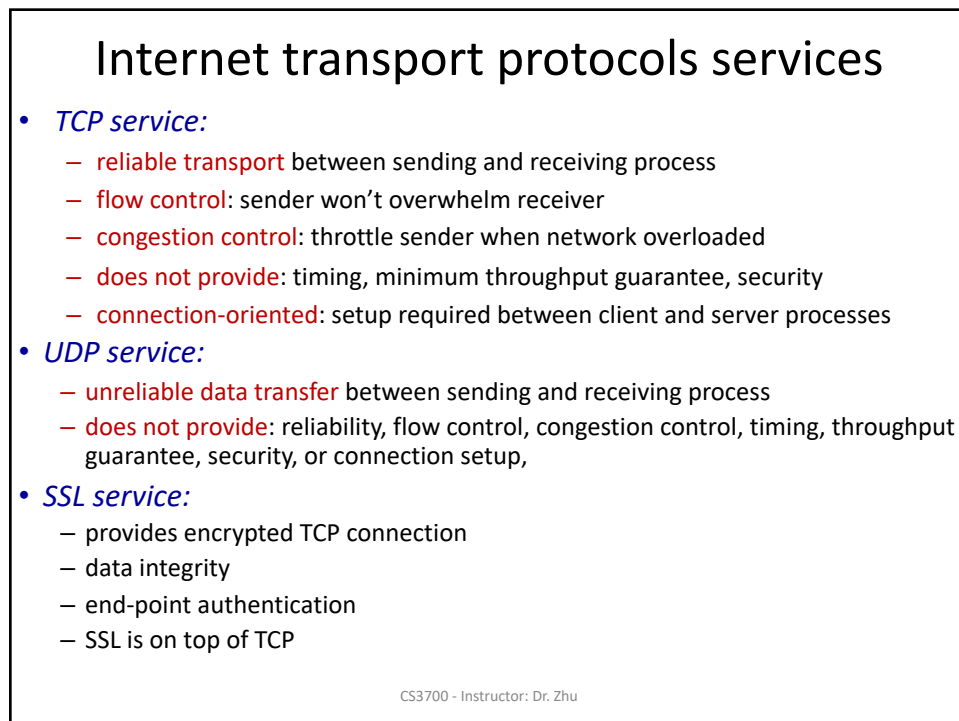 Internet transport protocols services
• TCP service:
– reliable transport between sending and receiving process
– flow control: sender won’t overwhelm receiver
– congestion control: throttle sender when network overloaded
– does not provide: timing, minimum throughput guarantee, security
– connection-oriented: setup required between client and server processes
• UDP service:
– unreliable data transfer between sending and receiving process
– does not provide: reliability, flow control, congestion control, timing, throughput
guarantee, security, or connection setup,
• SSL service:
– provides encrypted TCP connection
– data integrity
– end-point authentication
– SSL is on top of TCP
CS3700 - Instructor: Dr. Zhu